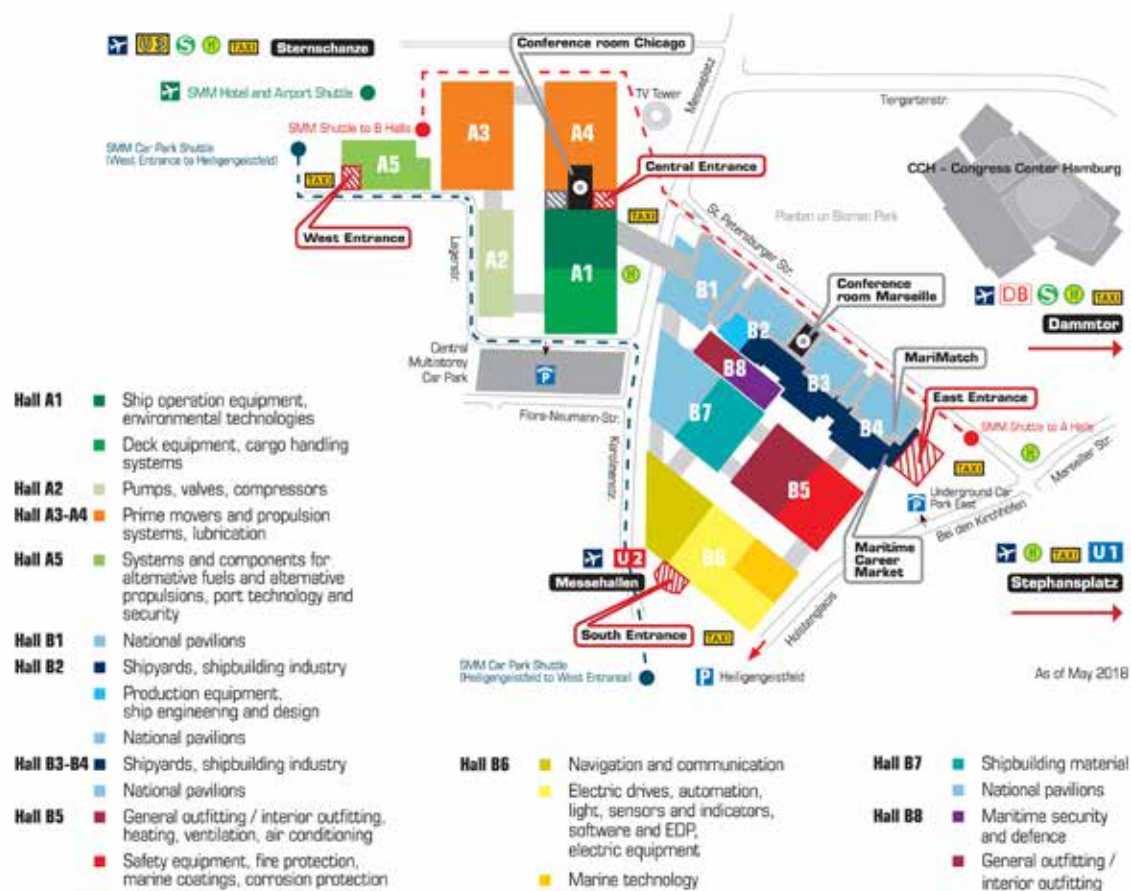 U3 S H TAXI Sternschanze
Conference room Chicago
SMM Hotel and Airport Shuttle
SMM Shuttle to B Halls
SMM Car Park Shuttle
(West Entrance to Heiligengeistfeld)
TAXI
West Entrance
A5
A3
A4
A2
A1
TV Tower
Messeplatz
Tiergartenstr.
Central Entrance
TAXI
H
CCH - Congress Center Hamburg
Planten un Blomen Park
St. Petersburger Str.
Lagerstr.
B1
B2
B3
B4
B5
B6
B7
B8
Conference
room Marseille
DB S H TAXI
Dammtor
MariMatch
East Entrance
SMM Shuttle to A Halls
Central
Multistorey
Car Park
P
Flora-Neumann-Str.
Karolinenstr.
TAXI
H
Marseiller Str.
P
Underground Car
Park East
Bei den Kirchhöfen
Maritime
Career
Market
H TAXI U1
Stephansplatz
U2
Messehallen
South Entrance
TAXI
Holstenglacis
SMM Car Park Shuttle
(Heiligengeistfeld to West Entrance)
P Heiligengeistfeld
As of May 2018
Hall A1 Ship operation equipment,
environmental technologies
Deck equipment, cargo handling
systems
Hall A2 Pumps, valves, compressors
Hall A3-A4 Prime movers and propulsion
systems, lubrication
Hall A5 Systems and components for
alternative fuels and alternative
propulsions, port technology and
security
Hall B1 National pavilions
Hall B2 Shipyards, shipbuilding industry
Production equipment,
ship engineering and design
National pavilions
Hall B3-B4 Shipyards, shipbuilding industry
National pavilions
Hall B5 General outfitting / interior outfitting,
heating, ventilation, air conditioning
Safety equipment, fire protection,
marine coatings, corrosion protection
Hall B6 Navigation and communication
Electric drives, automation,
light, sensors and indicators,
software and EDP,
electric equipment
Marine technology
Hall B7 Shipbuilding material
National pavilions
Hall B8 Maritime security
and defence
General outfitting /
interior outfitting